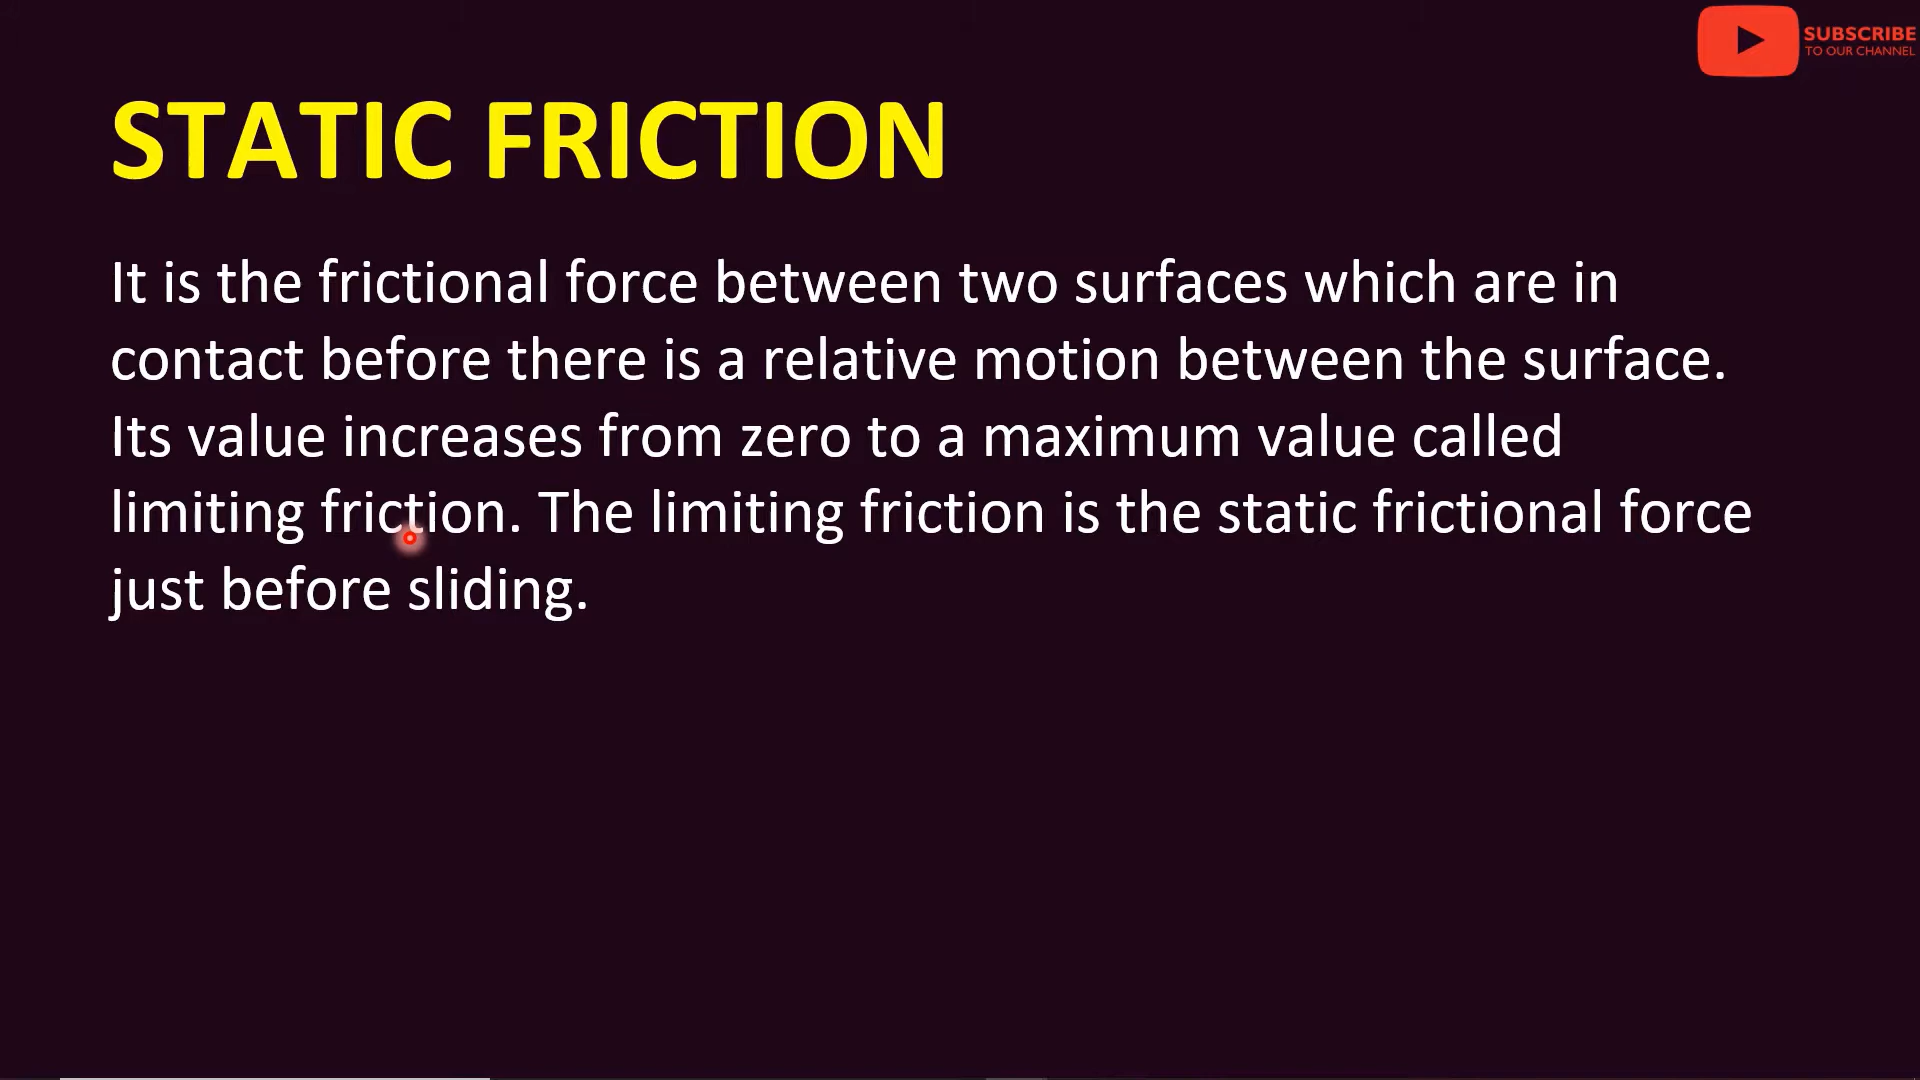 SUBSCRIBE
TO OUR CHANNEL
STATIC FRICTION
It is the frictional force between two surfaces which are in
contact before there is a relative motion between the surface.
Its value increases from zero to a maximum value called
limiting friction. The limiting friction is the static frictional force
just before sliding.